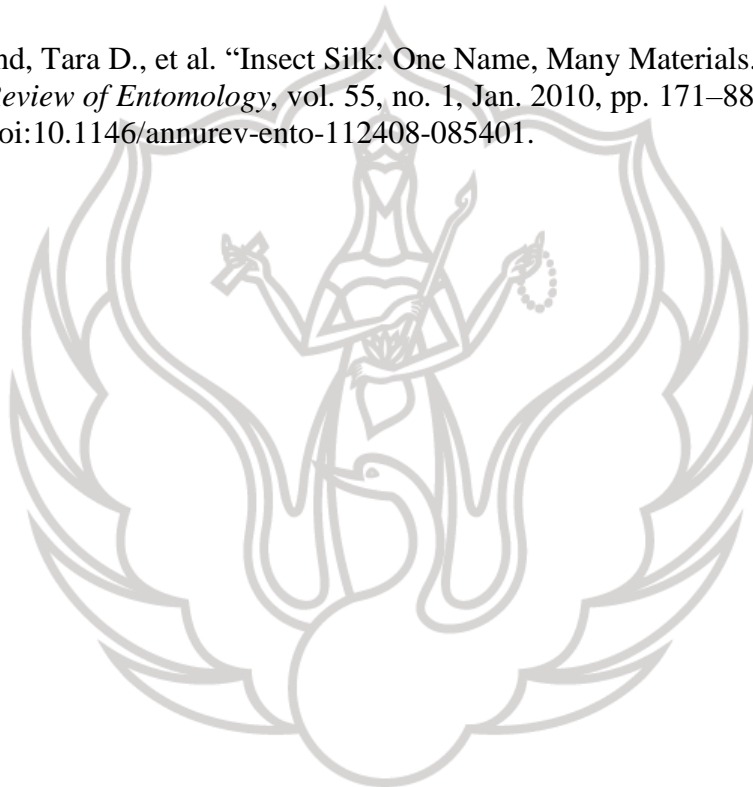 nd, Tara D., et al. “Insect Silk: One Name, Many Materials.
Review of Entomology, vol. 55, no. 1, Jan. 2010, pp. 171–88
oi:10.1146/annurev-ento-112408-085401.